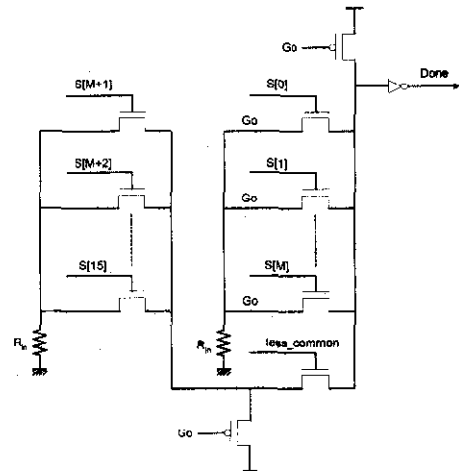 Go
Done
S[M+1]
S[0]
Go
S[M+2]
S[1]
Go
S[15]
S[M]
Go
Rin
Rin
less_common
Go